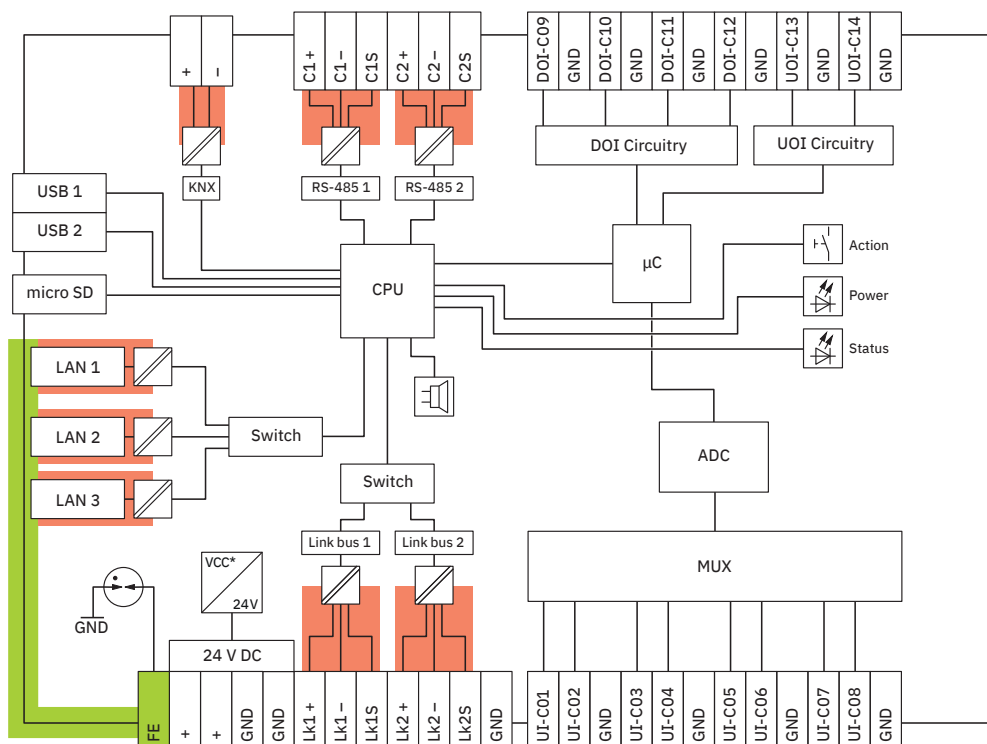 +
−
C1+
C1−
C1S
C2+
C2−
C2S
DOI-C09
GND
DOI-C10
GND
DOI-C11
GND
DOI-C12
GND
UOI-C13
GND
UOI-C14
GND
DOI Circuitry
UOI Circuitry
KNX
RS-485 1
RS-485 2
USB 1
USB 2
micro SD
CPU
µC
Action
Power
Status
LAN 1
LAN 2
LAN 3
Switch
Switch
ADC
Link bus 1
Link bus 2
MUX
VCC*
24V
GND
24 V DC
FE
+
+
GND
GND
Lk1+
Lk1−
Lk1S
Lk2+
Lk2−
Lk2S
GND
UI-C01
UI-C02
GND
UI-C03
UI-C04
GND
UI-C05
UI-C06
GND
UI-C07
UI-C08
GND